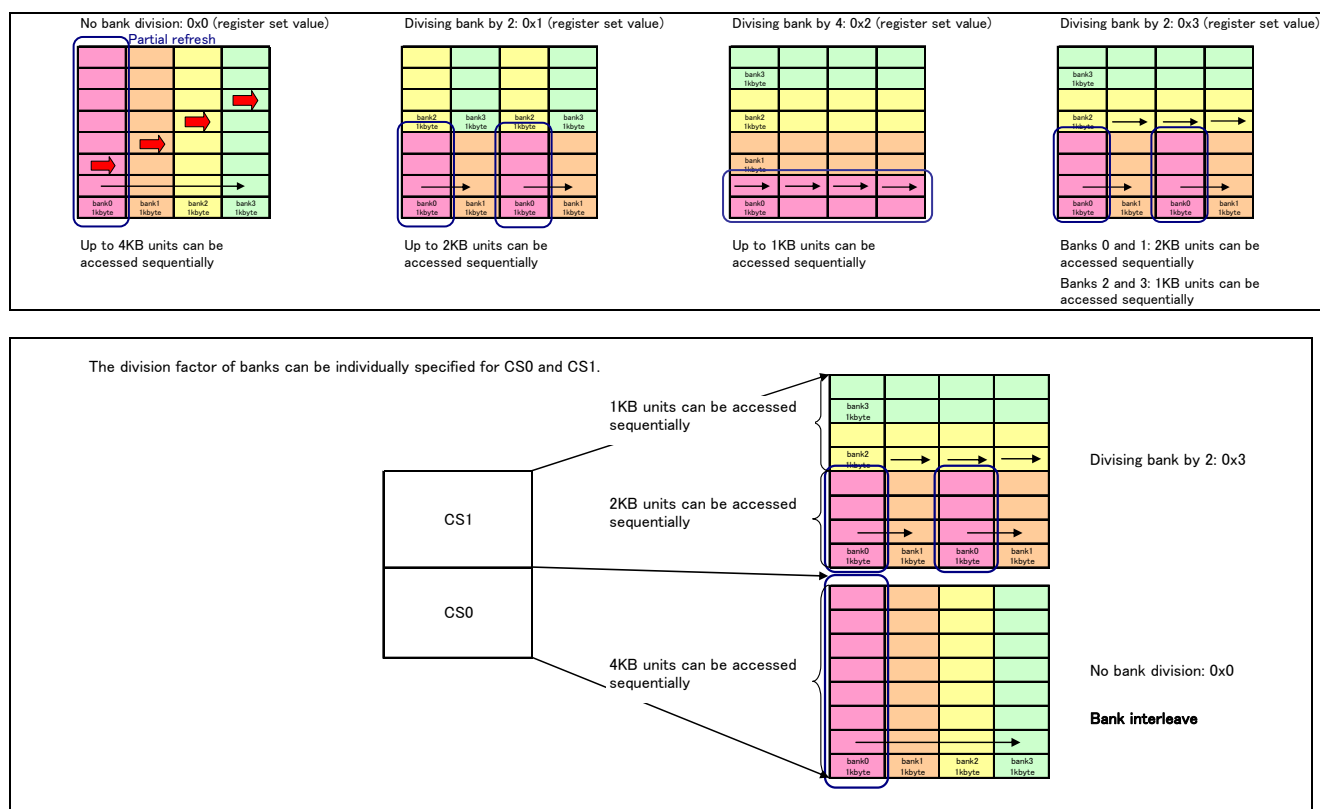 No bank division: 0x0 (register set value)
Partial refresh
bank0 bank1 bank2 bank3
1kbyte 1kbyte 1kbyte 1kbyte
Up to 4KB units can be
accessed sequentially
Divising bank by 2: 0x1 (register set value)
bank2 bank3 bank2 bank3
1kbyte 1kbyte 1kbyte 1kbyte
bank0 bank1 bank0 bank1
1kbyte 1kbyte 1kbyte 1kbyte
Up to 2KB units can be
accessed sequentially
Divising bank by 4: 0x2 (register set value)
bank3
1kbyte
bank2
1kbyte
bank1
1kbyte
bank0
1kbyte
Up to 1KB units can be
accessed sequentially
Divising bank by 2: 0x3 (register set value)
bank3
1kbyte
bank2
1kbyte
bank0 bank1 bank0 bank1
1kbyte 1kbyte 1kbyte 1kbyte
Banks 0 and 1: 2KB units can be
accessed sequentially
Banks 2 and 3: 1KB units can be
accessed sequentially
The division factor of banks can be individually specified for CS0 and CS1.
CS1
CS0
1KB units can be accessed
sequentially
2KB units can be accessed
sequentially
4KB units can be accessed
sequentially
bank3
1kbyte
bank2
1kbyte
bank0 bank1 bank0 bank1
1kbyte 1kbyte 1kbyte 1kbyte
Divising bank by 2: 0x3
bank0 bank1 bank2 bank3
1kbyte 1kbyte 1kbyte 1kbyte
No bank division: 0x0
Bank interleave